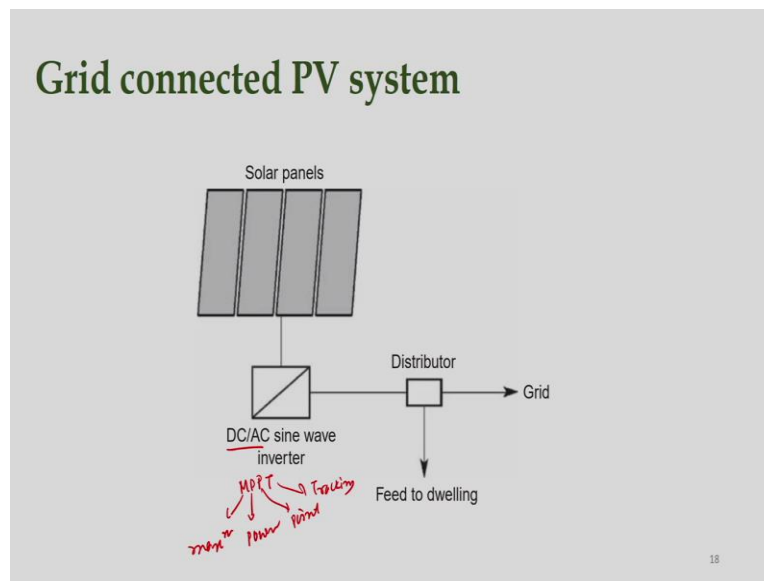 Grid connected PV system
Solar panels
Distributor
Grid
DC/AC sine wave
inverter
Feed to dwelling
MPPT Tracking
maxm power point
18